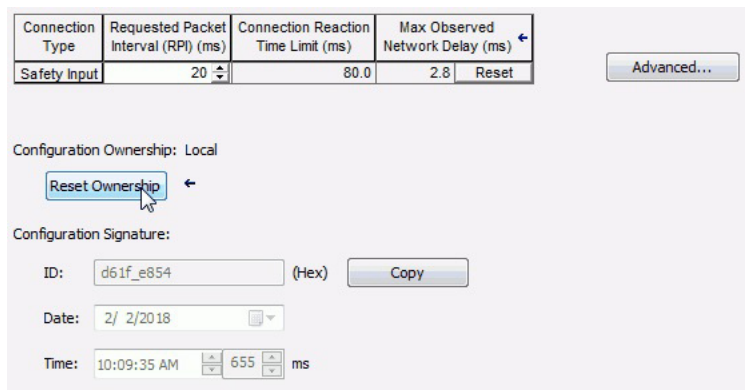 Connection Type
Requested Packet Interval (RPI) (ms)
Connection Reaction Time Limit (ms)
Max Observed Network Delay (ms)
Safety Input 20 80.0 2.8 Reset
Advanced...
Configuration Ownership: Local
Reset Ownership
Configuration Signature:
ID: d61f_e854 (Hex) Copy
Date: 2/ 2/2018
Time: 10:09:35 AM 655 ms